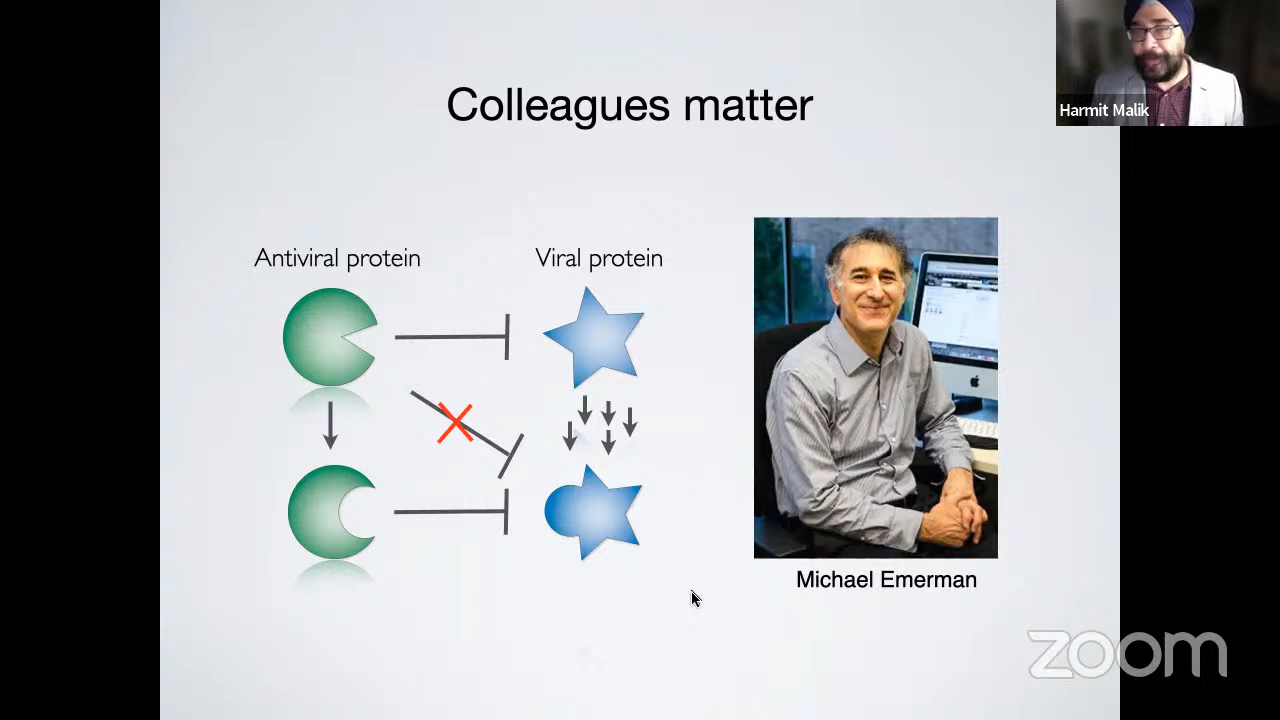 Colleagues matter
Harmit Malik
Antiviral protein
Viral protein
Michael Emerman
zoom